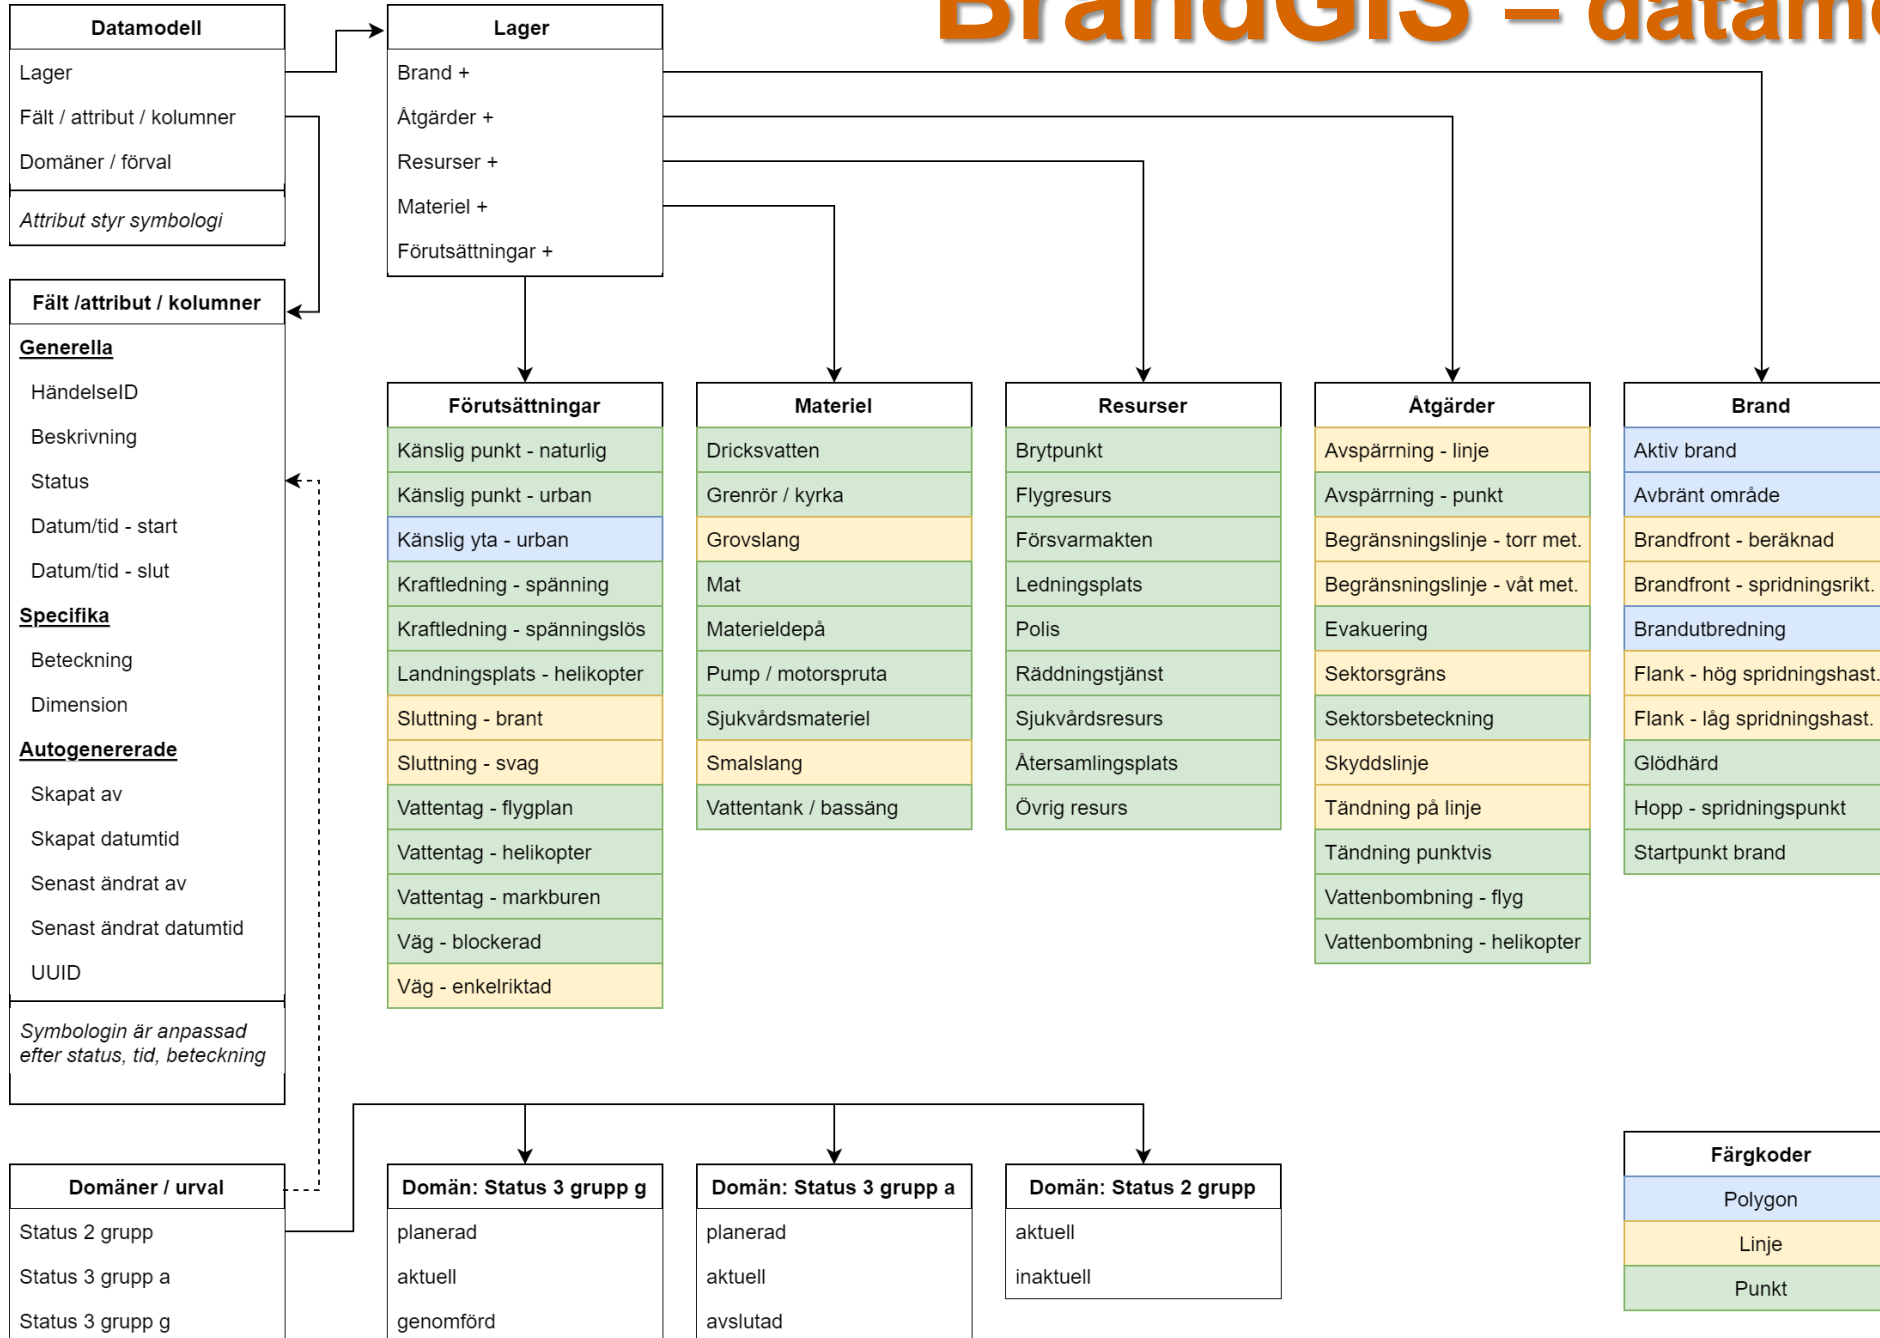 BrandGIS – datamo
Datamodell
Lager
Fält / attribut / kolumner
Domäner / förval
Attribut styr symbologi
Lager
Brand +
Åtgärder +
Resurser +
Materiel +
Förutsättningar +
Fält /attribut / kolumner
Generella
HändelseID
Beskrivning
Status
Datum/tid - start
Datum/tid - slut
Specifika
Beteckning
Dimension
Autogenererade
Skapat av
Skapat datumtid
Senast ändrat av
Senast ändrat datumtid
UUID
Symbologin är anpassad
efter status, tid, beteckning
Förutsättningar
Känslig punkt - naturlig
Känslig punkt - urban
Känslig yta - urban
Kraftledning - spänning
Kraftledning - spänningslös
Landningsplats - helikopter
Sluttning - brant
Sluttning - svag
Vattentag - flygplan
Vattentag - helikopter
Vattentag - markburen
Väg - blockerad
Väg - enkelriktad
Materiel
Dricksvatten
Grenrör / kyrka
Grovslang
Mat
Materieldepå
Pump / motorspruta
Sjukvårdsmateriel
Smalslang
Vattentank / bassäng
Resurser
Brytpunkt
Flygresurs
Försvarmakten
Ledningsplats
Polis
Räddningstjänst
Sjukvårdsresurs
Återsamlingsplats
Övrig resurs
Åtgärder
Avspärrning - linje
Avspärrning - punkt
Begränsningslinje - torr met.
Begränsningslinje - våt met.
Evakuering
Sektorsgräns
Sektorsbeteckning
Skyddslinje
Tändning på linje
Tändning punktvis
Vattenbombning - flyg
Vattenbombning - helikopter
Brand
Aktiv brand
Avbränt område
Brandfront - beräknad
Brandfront - spridningsrikt.
Brandutbredning
Flank - hög spridningshast.
Flank - låg spridningshast.
Glödhärd
Hopp - spridningspunkt
Startpunkt brand
Domäner / urval
Status 2 grupp
Status 3 grupp a
Status 3 grupp g
Domän: Status 3 grupp g
planerad
aktuell
genomförd
Domän: Status 3 grupp a
planerad
aktuell
avslutad
Domän: Status 2 grupp
aktuell
inaktuell
Färgkoder
Polygon
Linje
Punkt